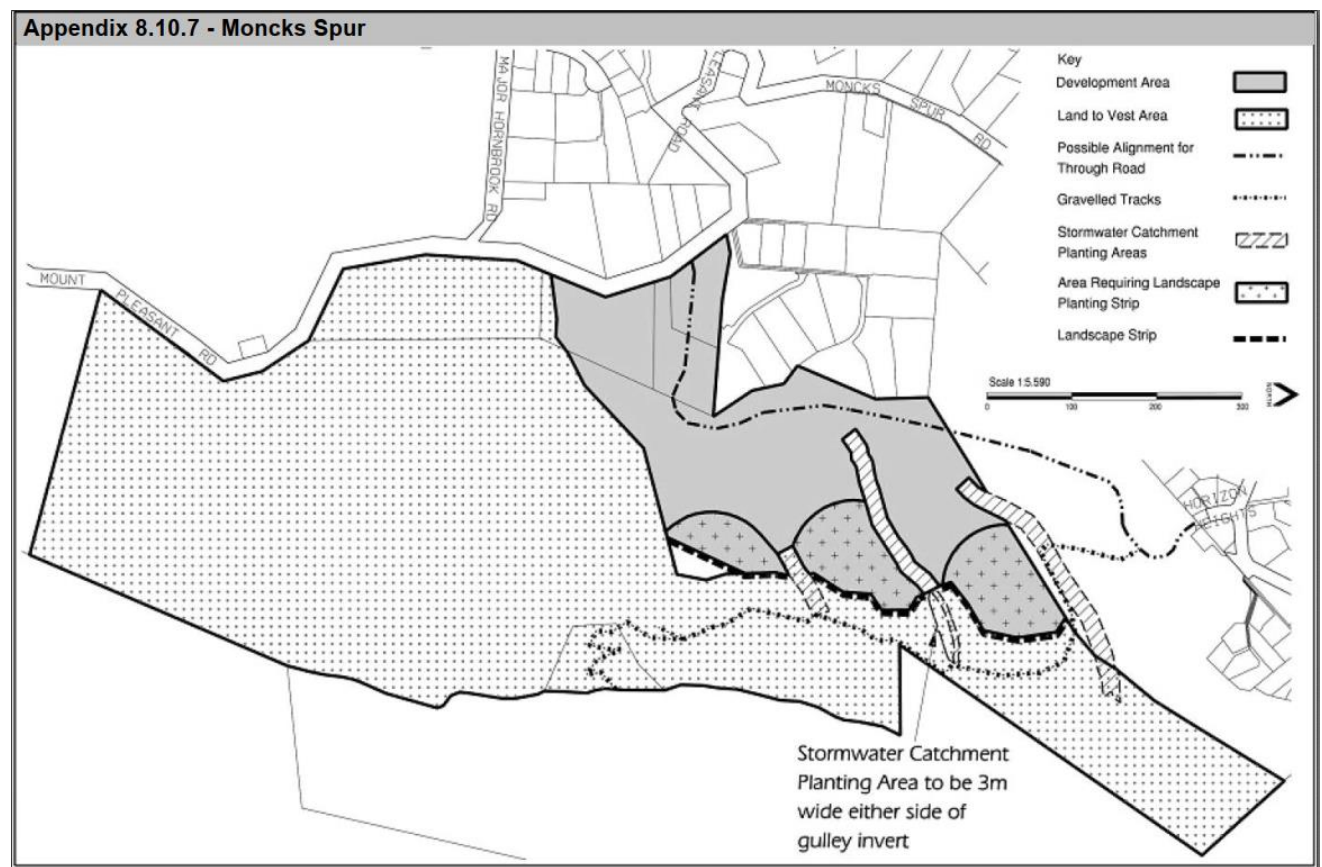 Appendix 8.10.7 - Moncks Spur
Key
Development Area
Land to Vest Area
Possible Alignment for
Through Road
Gravelled Tracks
Stormwater Catchment
Planting Areas
Area Requiring Landscape
Planting Strip
Landscape Strip
Scale 1:5.590
0 100 200 300
NORTH
MAJOR HORNBROOK RD
PLEASANT ROAD
MONCKS SPUR RD
MOUNT PLEASANT RD
HORIZON
HEIGHTS
Stormwater Catchment
Planting Area to be 3m
wide either side of
gulley invert